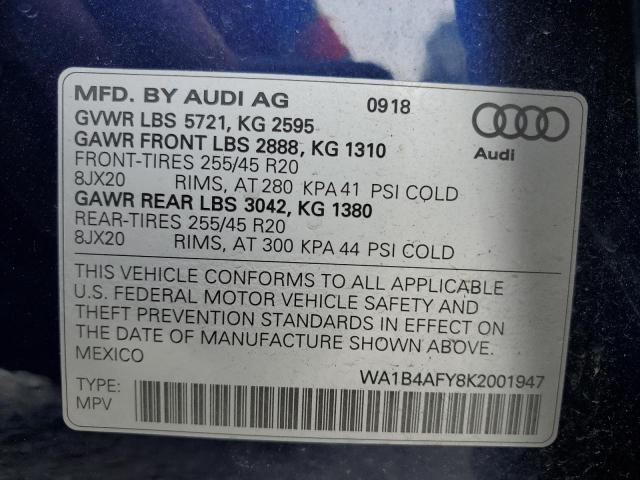 MFD. BY AUDI AG 0918
GVWR LBS 5721, KG 2595
GAWR FRONT LBS 2888, KG 1310
FRONT-TIRES 255/45 R20
8JX20 RIMS, AT 280 KPA 41 PSI COLD
GAWR REAR LBS 3042, KG 1380
REAR-TIRES 255/45 R20
8JX20 RIMS, AT 300 KPA 44 PSI COLD
Audi
THIS VEHICLE CONFORMS TO ALL APPLICABLE
U.S. FEDERAL MOTOR VEHICLE SAFETY AND
THEFT PREVENTION STANDARDS IN EFFECT ON
THE DATE OF MANUFACTURE SHOWN ABOVE.
MEXICO
WA1B4AFY8K2001947
TYPE:
MPV